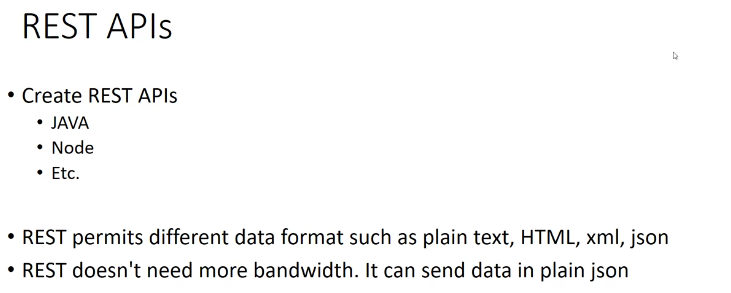 REST APIs
• Create REST APIs
• JAVA
• Node
• Etc.
• REST permits different data format such as plain text, HTML, xml, json
• REST doesn't need more bandwidth. It can send data in plain json